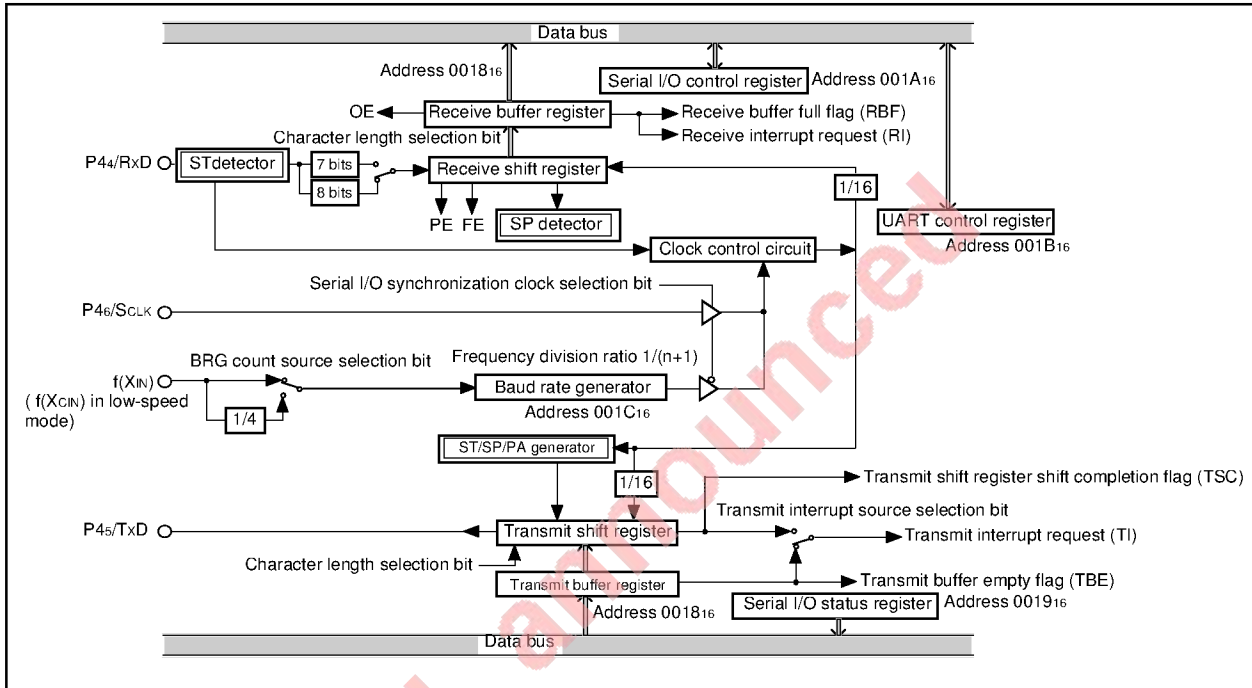 Data bus
Address 0018₁₆
Serial I/O control register
Address 001A₁₆
OE
Receive buffer register
Receive buffer full flag (RBF)
Receive interrupt request (RI)
Character length selection bit
P4₄/RxD
STdetector
7 bits
8 bits
Receive shift register
1/16
PE
FE
SP detector
UART control register
Address 001B₁₆
Clock control circuit
Serial I/O synchronization clock selection bit
P4₆/SCLK
BRG count source selection bit
Frequency division ratio 1/(n+1)
f(XIN)
( f(XCIN) in low-speed
mode)
1/4
Baud rate generator
Address 001C₁₆
ST/SP/PA generator
1/16
Transmit shift register shift completion flag (TSC)
Transmit interrupt source selection bit
P4₅/TxD
Transmit shift register
Transmit interrupt request (TI)
Character length selection bit
Transmit buffer register
Transmit buffer empty flag (TBE)
Address 0018₁₆
Serial I/O status register
Address 0019₁₆
Data bus
announced